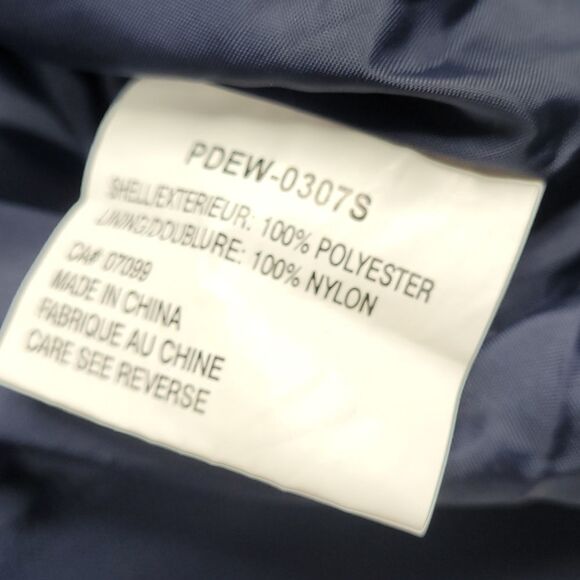 PDEW-0307S
SHELL/EXTERIEUR: 100% POLYESTER
LINING/DOUBLURE: 100% NYLON
CA# 07099
MADE IN CHINA
FABRIQUE AU CHINE
CARE SEE REVERSE